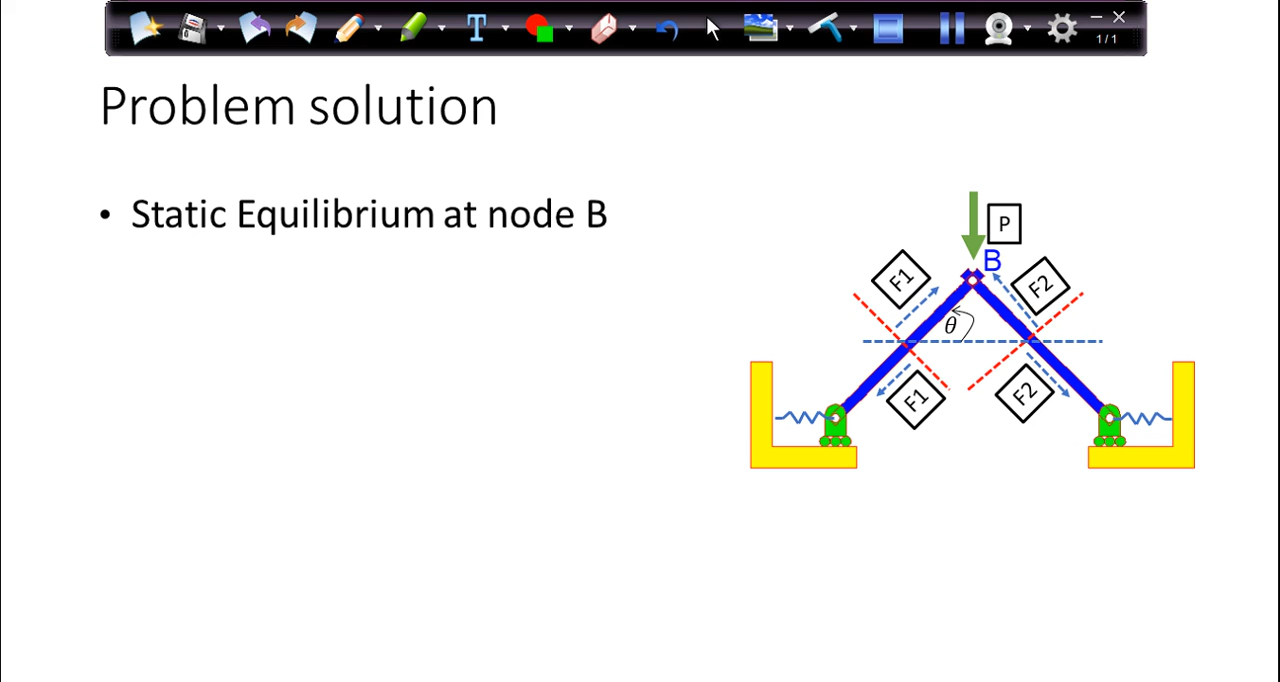 T
1/1
Problem solution
• Static Equilibrium at node B
P
B
F1
F2
θ
F1
F2